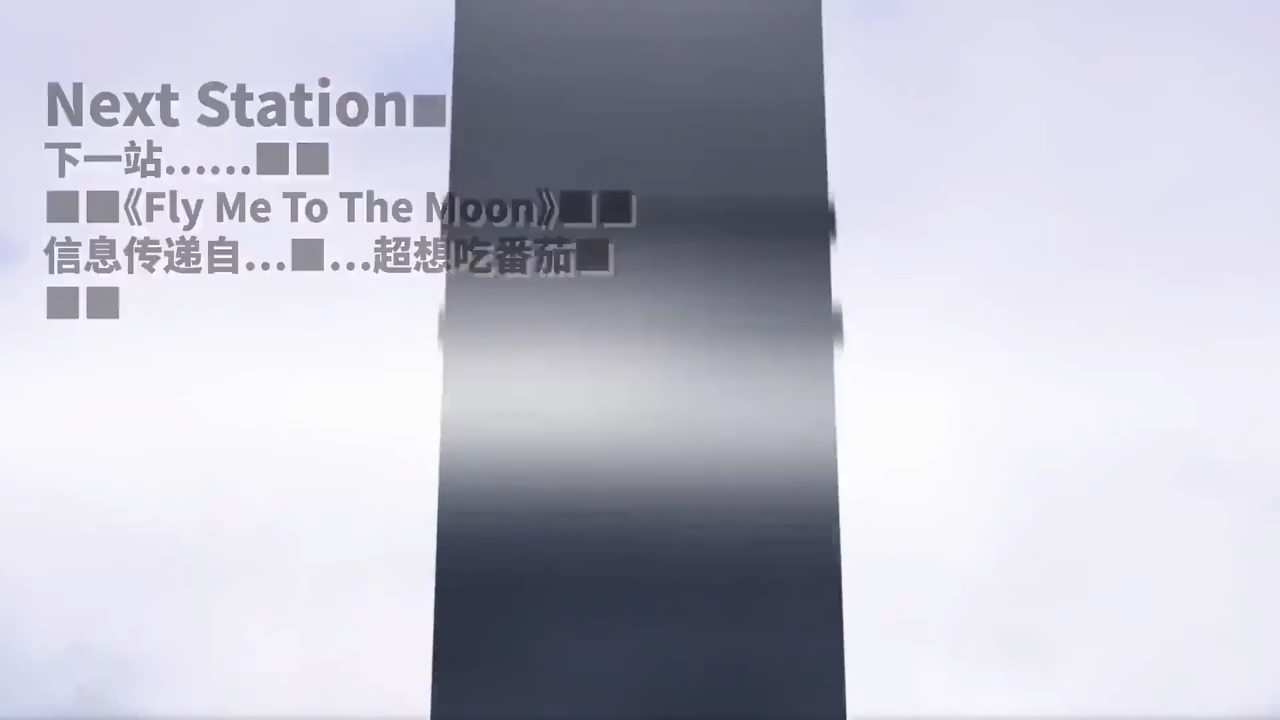 Next Station■
下一站......■■
■■《Fly Me To The Moon》■■
信息传递自...■...超想吃番茄■
■■